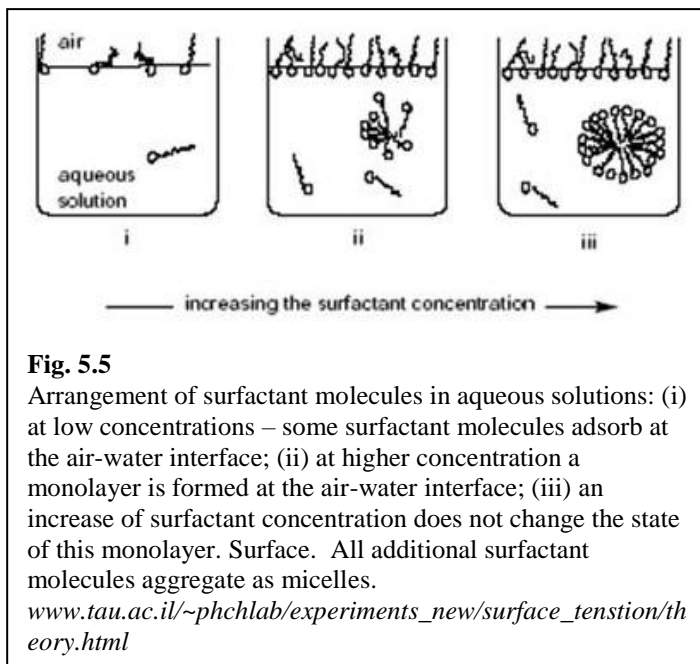 air
aqueous
solution
i
ii
iii
increasing the surfactant concentration
Fig. 5.5
Arrangement of surfactant molecules in aqueous solutions: (i)
at low concentrations – some surfactant molecules adsorb at
the air-water interface; (ii) at higher concentration a
monolayer is formed at the air-water interface; (iii) an
increase of surfactant concentration does not change the state
of this monolayer. Surface. All additional surfactant
molecules aggregate as micelles.
www.tau.ac.il/~phchlab/experiments_new/surface_tenstion/th
eory.html